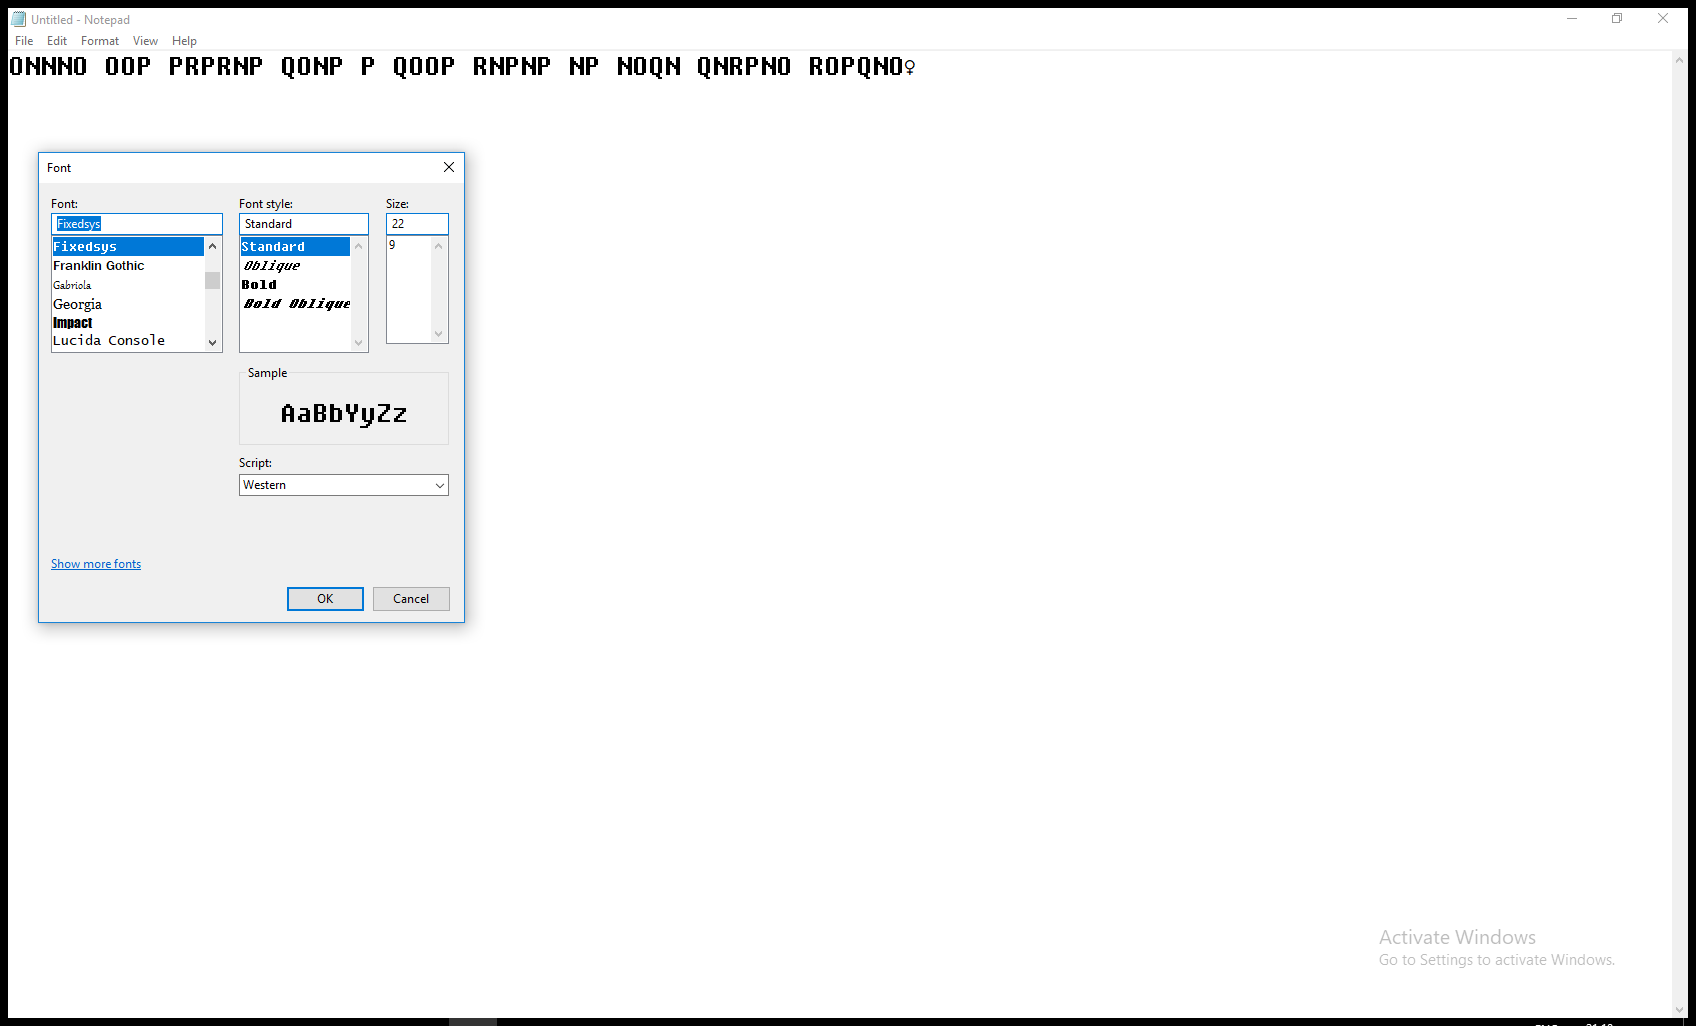 Untitled - Notepad
File Edit Format View Help
ONNNO OOP PRPRNP QONP P QOOP RNPNP NP NOQN QNRPNO ROPQNO♀
Font
Font: Font style: Size:
Fixedsys Standard 22
Fixedsys Standard 9
Franklin Gothic Oblique
Gabriola Bold
Georgia Bold Oblique
Impact
Lucida Console
Sample
AaBbYyZz
Script:
Western
Show more fonts
OK Cancel
Activate Windows
Go to Settings to activate Windows.